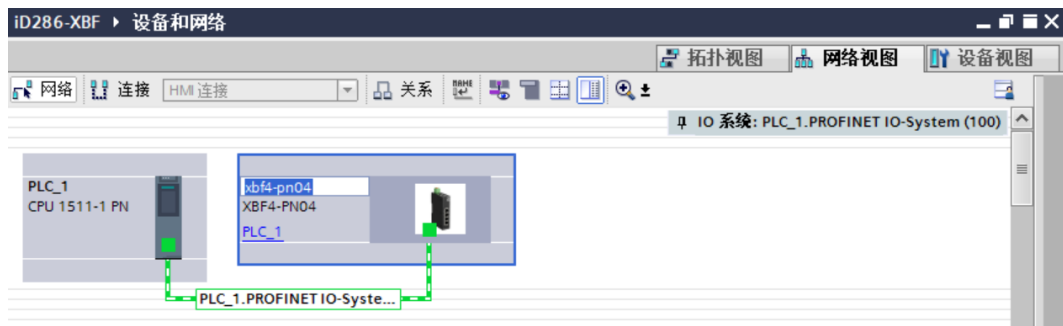 iD286-XBF ▸ 设备和网络
拓扑视图 网络视图 设备视图
网络 连接 HMI 连接 关系
IO 系统: PLC_1.PROFINET IO-System (100)
PLC_1
CPU 1511-1 PN
xbf4-pn04
XBF4-PN04
PLC_1
PLC_1.PROFINET IO-Syste...